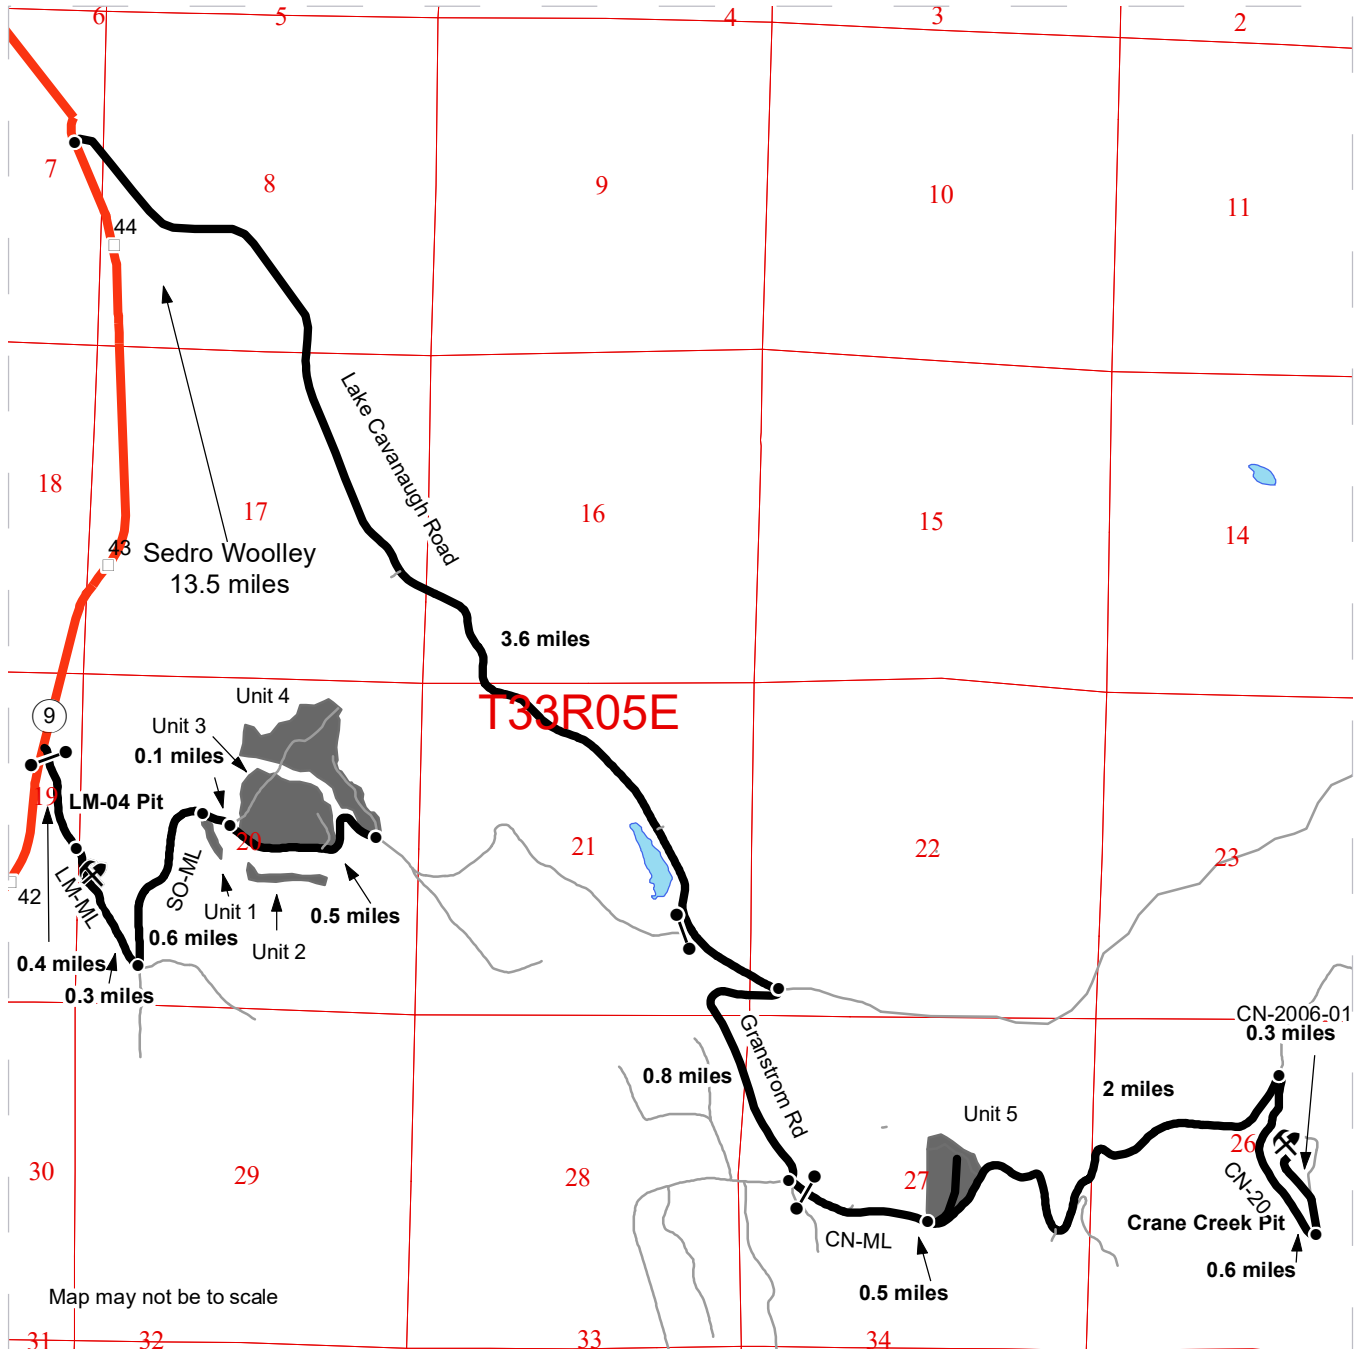 6
5
4
3
2
7
8
9
10
11
44
Lake Cavanaugh Road
18
17
16
15
14
43
Sedro Woolley
13.5 miles
3.6 miles
T33R05E
Unit 4
9
Unit 3
0.1 miles
19
LM-04 Pit
20
21
22
23
42
LM-ML
SO-ML
Unit 1
0.5 miles
0.6 miles
Unit 2
0.4 miles
0.3 miles
CN-2006-01
0.3 miles
Granstrom Rd
0.8 miles
2 miles
Unit 5
26
30
29
28
27
CN-20
Crane Creek Pit
CN-ML
0.6 miles
0.5 miles
Map may not be to scale
31
32
33
34